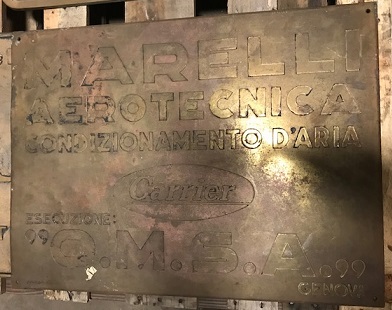 MARELLI
AEROTECNICA
CONDIZIONAMENTO D'ARIA
Carrier
ESECUZIONE:
"O.M.S.A."
GENOVA